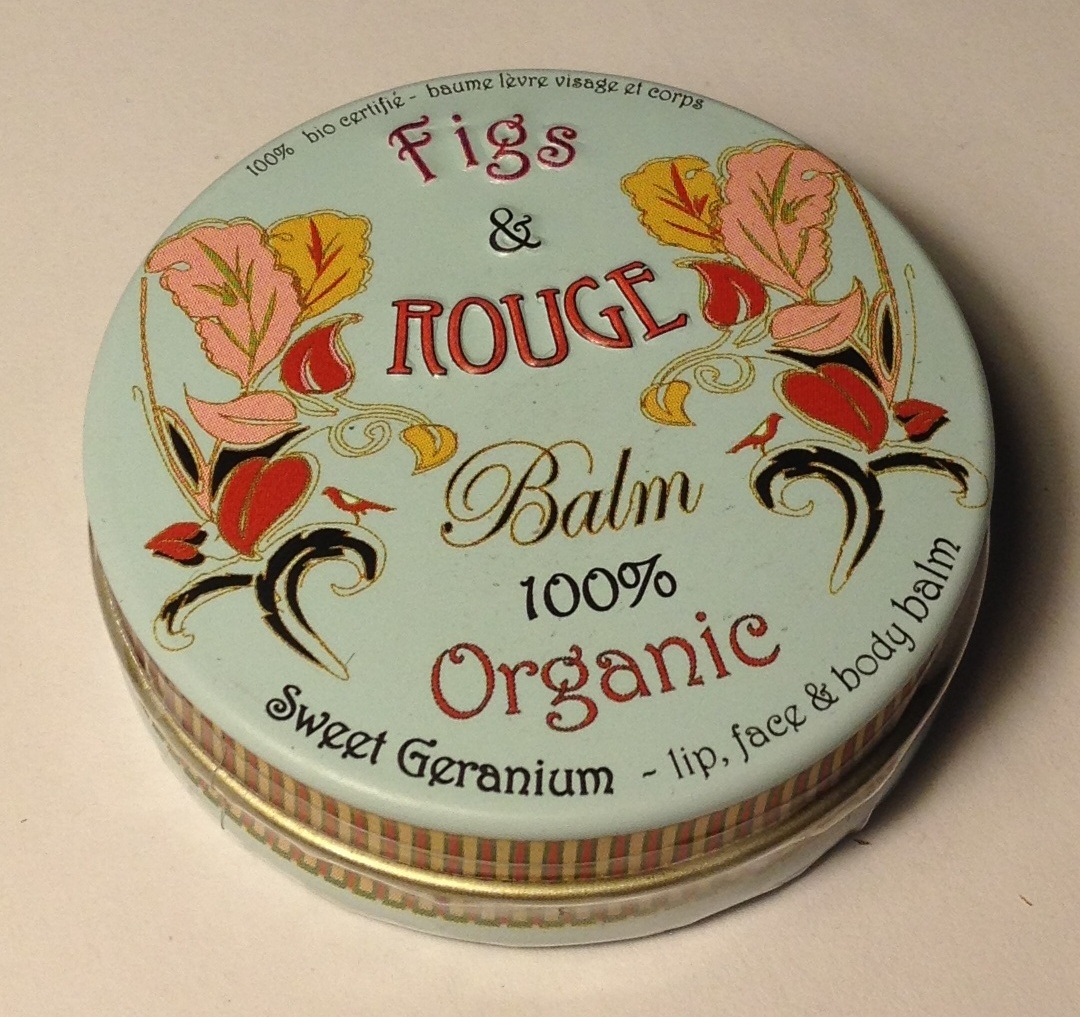 100% bio certifié - baume lèvre visage et corps
Figs
&
ROUGE
Balm
100%
Organic
Sweet Geranium - lip, face & body balm